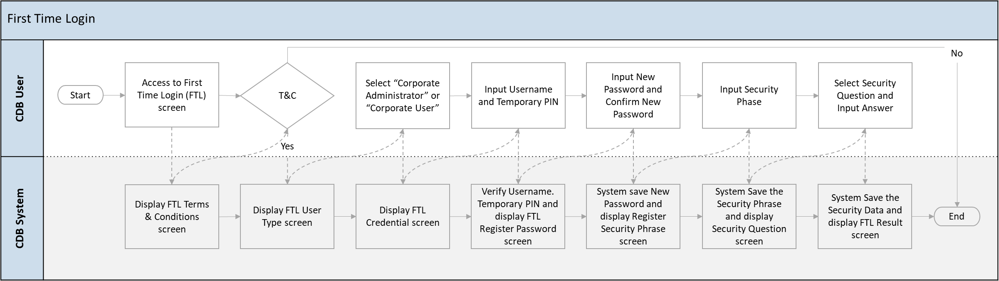 First Time Login
CDB User
No
Start
Access to First
Time Login (FTL)
screen
T&C
Select “Corporate
Administrator” or
“Corporate User”
Input Username
and Temporary PIN
Input New
Password and
Confirm New
Password
Input Security
Phase
Select Security
Question and
Input Answer
Yes
CDB System
Display FTL Terms
& Conditions
screen
Display FTL User
Type screen
Display FTL
Credential screen
Verify Username.
Temporary PIN and
display FTL
Register Password
screen
System save New
Password and
display Register
Security Phrase
screen
System Save the
Security Phrase
and display
Security Question
screen
System Save the
Security Data and
display FTL Result
screen
End